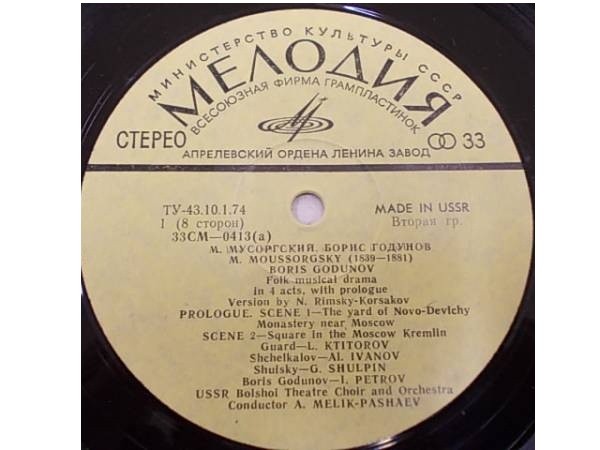 МИНИСТЕРСТВО КУЛЬТУРЫ СССР
МЕЛОДИЯ
ВСЕСОЮЗНАЯ ФИРМА ГРАМПЛАСТИНОК
СТЕРЕО 33
АПРЕЛЕВСКИЙ ОРДЕНА ЛЕНИНА ЗАВОД
ТУ-43.10.1.74 MADE IN USSR
1 (8 сторон) Вторая гр.
33СМ—0413(а)
М. МУСОРГСКИЙ. БОРИС ГОДУНОВ
M. MOUSSORGSKY (1839—1881)
BORIS GODUNOV
Folk musical drama
in 4 acts, with prologue
Version by N. Rimsky-Korsakov
PROLOGUE. SCENE 1—The yard of Novo-Devichy
Monastery near Moscow
SCENE 2—Square in the Moscow Kremlin
Guard—L. KTITOROV
Shchelkalov—AL. IVANOV
Shuisky—G. SHULPIN
Boris Godunov—I. PETROV
USSR Bolshoi Theatre Choir and Orchestra
Conductor A. MELIK-PASHAEV